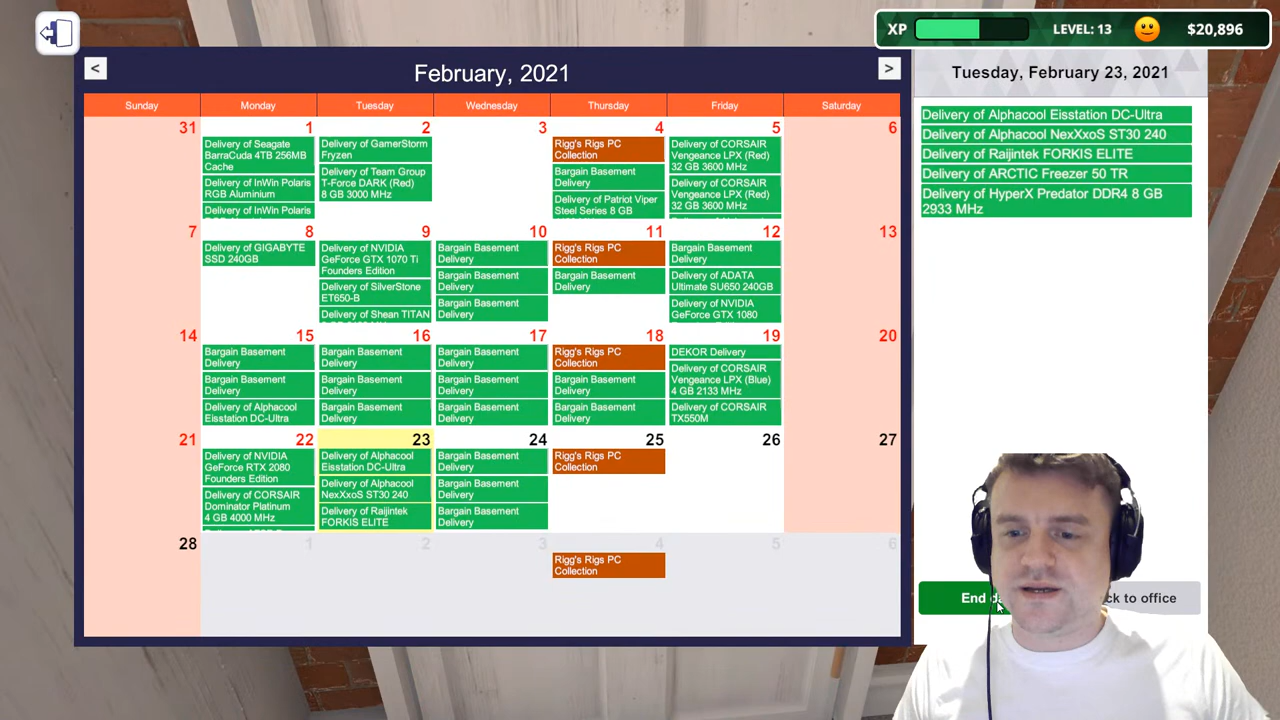 XP LEVEL: 13 $20,896
< February, 2021 >
Sunday Monday Tuesday Wednesday Thursday Friday Saturday
31 1 2 3 4 5 6
Delivery of Seagate
BarraCuda 4TB 256MB
Cache
Delivery of InWin Polaris
RGB Aluminium
Delivery of InWin Polaris
Delivery of GamerStorm
Fryzen
Delivery of Team Group
T-Force DARK (Red)
8 GB 3000 MHz
Rigg's Rigs PC
Collection
Bargain Basement
Delivery
Delivery of Patriot Viper
Steel Series 8 GB
Delivery of CORSAIR
Vengeance LPX (Red)
32 GB 3600 MHz
Delivery of CORSAIR
Vengeance LPX (Red)
32 GB 3600 MHz
7 8 9 10 11 12 13
Delivery of GIGABYTE
SSD 240GB
Delivery of NVIDIA
GeForce GTX 1070 Ti
Founders Edition
Delivery of SilverStone
ET650-B
Delivery of Shean TITAN
Bargain Basement
Delivery
Bargain Basement
Delivery
Bargain Basement
Delivery
Rigg's Rigs PC
Collection
Bargain Basement
Delivery
Bargain Basement
Delivery
Delivery of ADATA
Ultimate SU650 240GB
Delivery of NVIDIA
GeForce GTX 1080
14 15 16 17 18 19 20
Bargain Basement
Delivery
Bargain Basement
Delivery
Delivery of Alphacool
Eisstation DC-Ultra
Bargain Basement
Delivery
Bargain Basement
Delivery
Bargain Basement
Delivery
Bargain Basement
Delivery
Bargain Basement
Delivery
Bargain Basement
Delivery
Rigg's Rigs PC
Collection
Bargain Basement
Delivery
Bargain Basement
Delivery
DEKOR Delivery
Delivery of CORSAIR
Vengeance LPX (Blue)
4 GB 2133 MHz
Delivery of CORSAIR
TX550M
21 22 23 24 25 26 27
Delivery of NVIDIA
GeForce RTX 2080
Founders Edition
Delivery of CORSAIR
Dominator Platinum
4 GB 4000 MHz
Delivery of Alphacool
Eisstation DC-Ultra
Delivery of Alphacool
NexXxoS ST30 240
Delivery of Raijintek
FORKIS ELITE
Bargain Basement
Delivery
Bargain Basement
Delivery
Bargain Basement
Delivery
Rigg's Rigs PC
Collection
28 1 2 3 4 5 6
Rigg's Rigs PC
Collection
Tuesday, February 23, 2021
Delivery of Alphacool Eisstation DC-Ultra
Delivery of Alphacool NexXxoS ST30 240
Delivery of Raijintek FORKIS ELITE
Delivery of ARCTIC Freezer 50 TR
Delivery of HyperX Predator DDR4 8 GB
2933 MHz
End to office